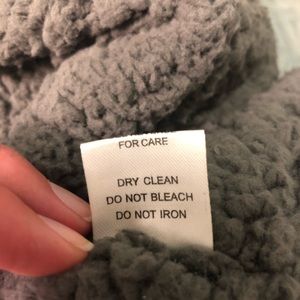 FOR CARE
DRY CLEAN
DO NOT BLEACH
DO NOT IRON